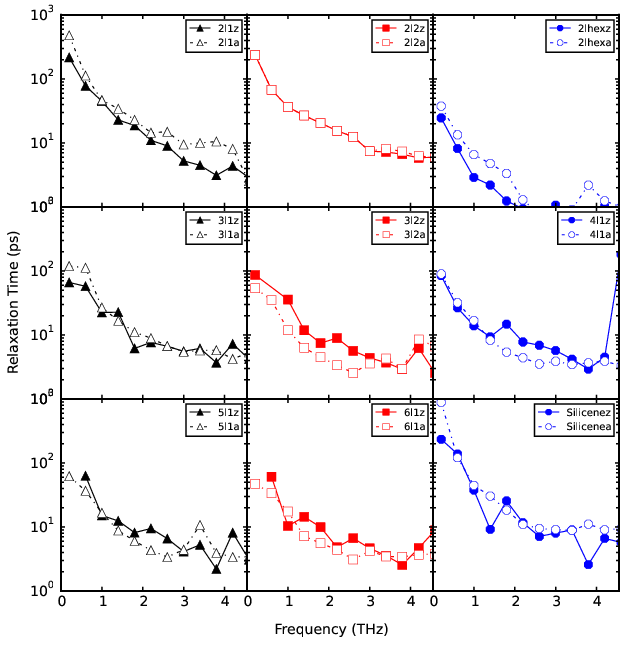 10³
2l1z
2l1a
2l2z
2l2a
2lhexz
2lhexa
10²
10¹
3l1z
3l1a
3l2z
3l2a
4l1z
4l1a
10²
10¹
Relaxation Time (ps)
5l1z
5l1a
6l1z
6l1a
Silicenez
Silicenea
10²
10¹
10⁰
0 1 2 3 4 0 1 2 3 4 0 1 2 3 4
Frequency (THz)